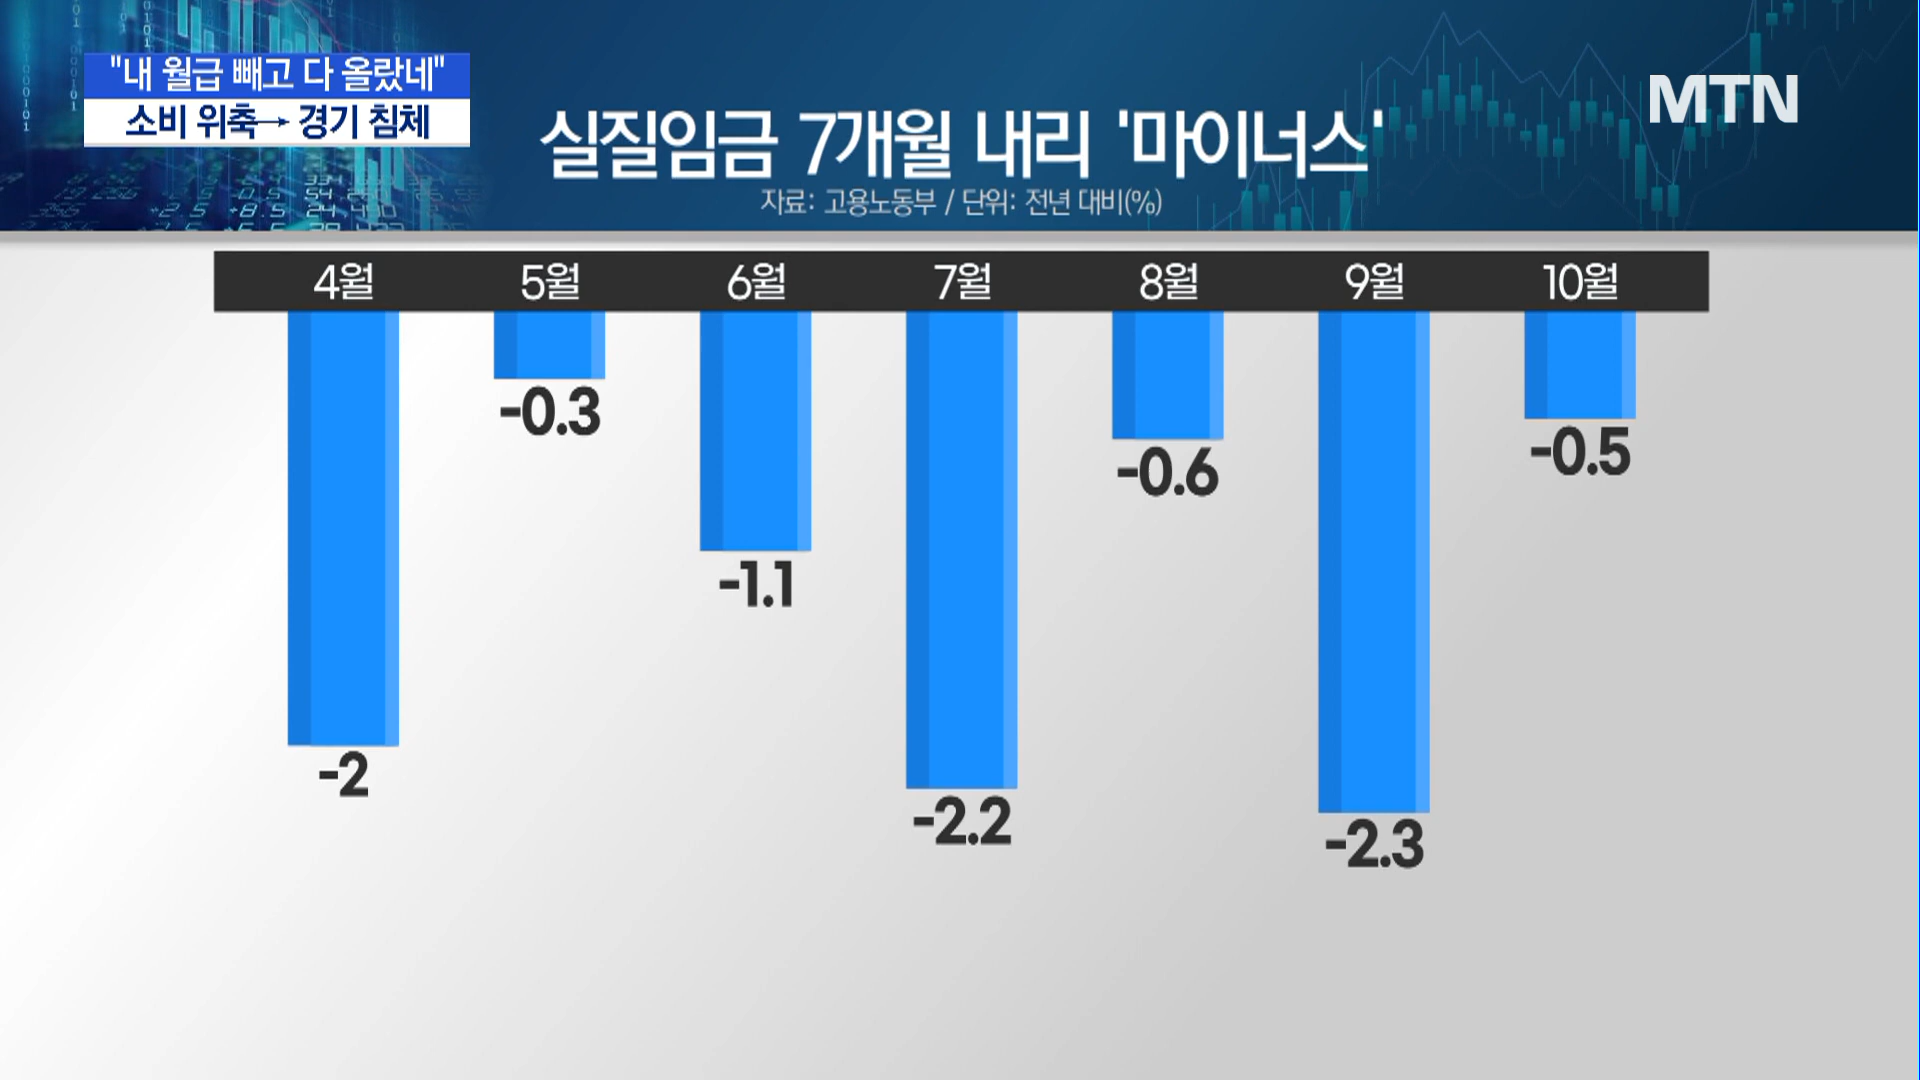 "내 월급 빼고 다 올랐네"
소비 위축→ 경기 침체
MTN
실질임금 7개월 내리 '마이너스'
자료: 고용노동부 / 단위: 전년 대비(%)
4월 5월 6월 7월 8월 9월 10월
-2 -0.3 -1.1 -2.2 -0.6 -2.3 -0.5